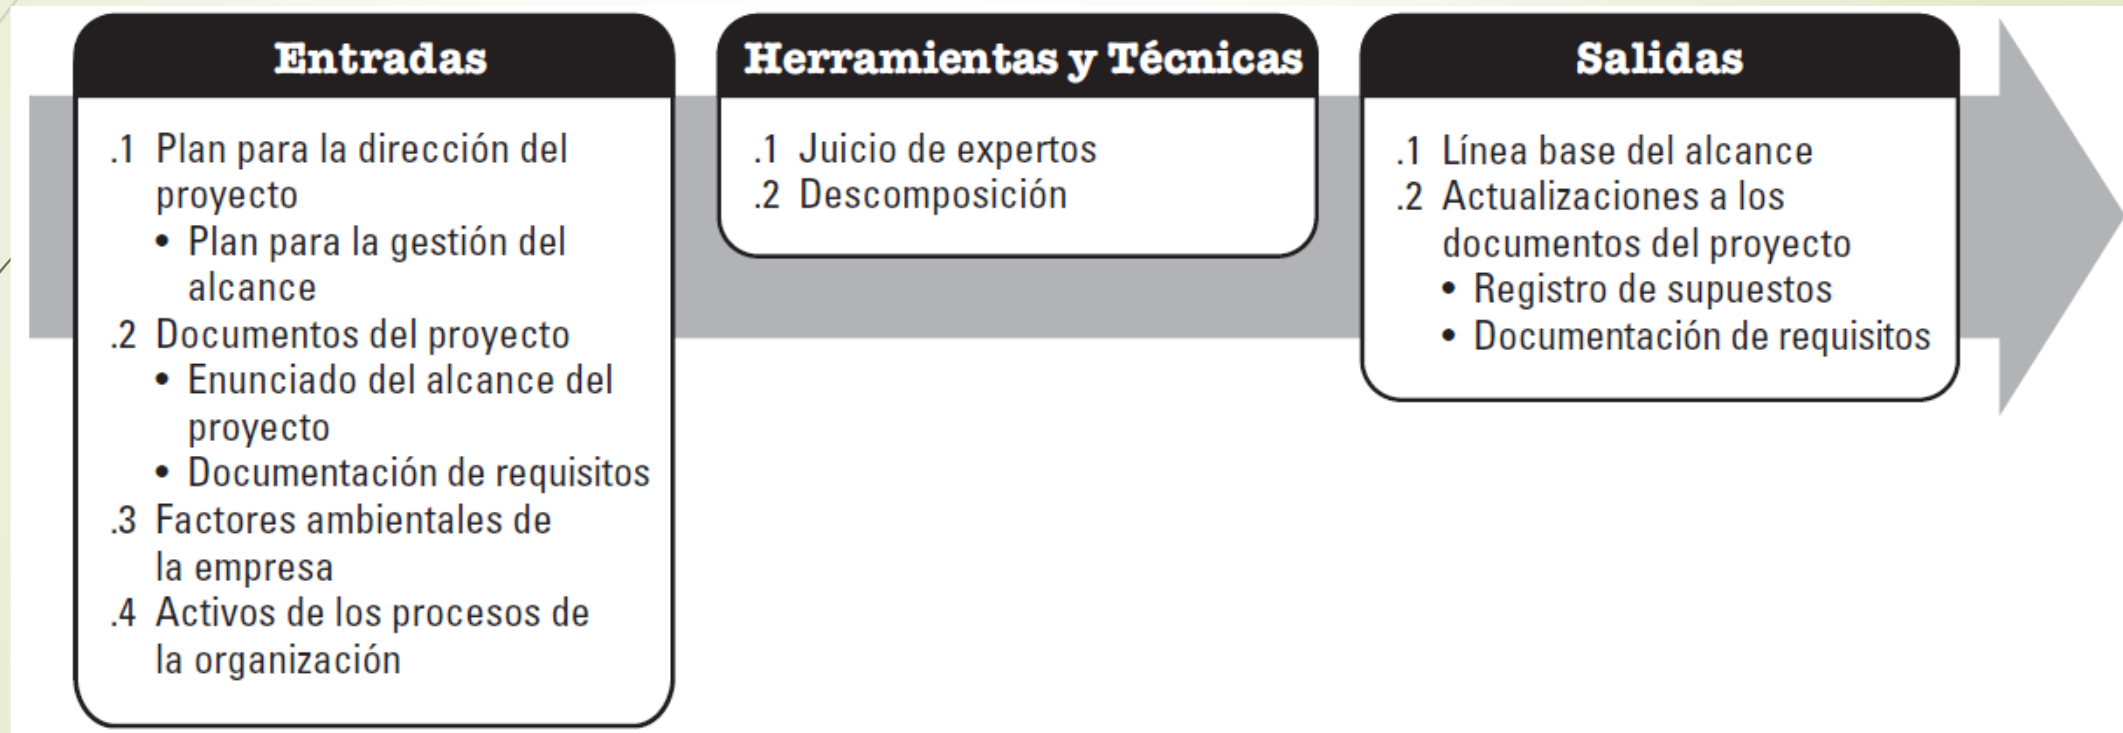 Entradas
.1 Plan para la dirección del
proyecto
• Plan para la gestión del
alcance
.2 Documentos del proyecto
• Enunciado del alcance del
proyecto
• Documentación de requisitos
.3 Factores ambientales de
la empresa
.4 Activos de los procesos de
la organización
Herramientas y Técnicas
.1 Juicio de expertos
.2 Descomposición
Salidas
.1 Línea base del alcance
.2 Actualizaciones a los
documentos del proyecto
• Registro de supuestos
• Documentación de requisitos